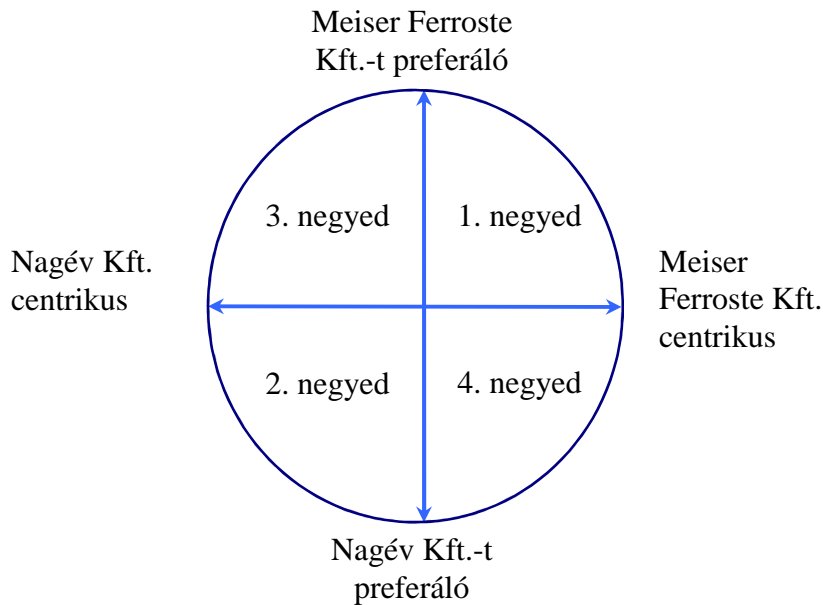 Meiser Ferroste
Kft.-t preferáló
3. negyed
1. negyed
Nagév Kft.
centrikus
Meiser
Ferroste Kft.
centrikus
2. negyed
4. negyed
Nagév Kft.-t
preferáló